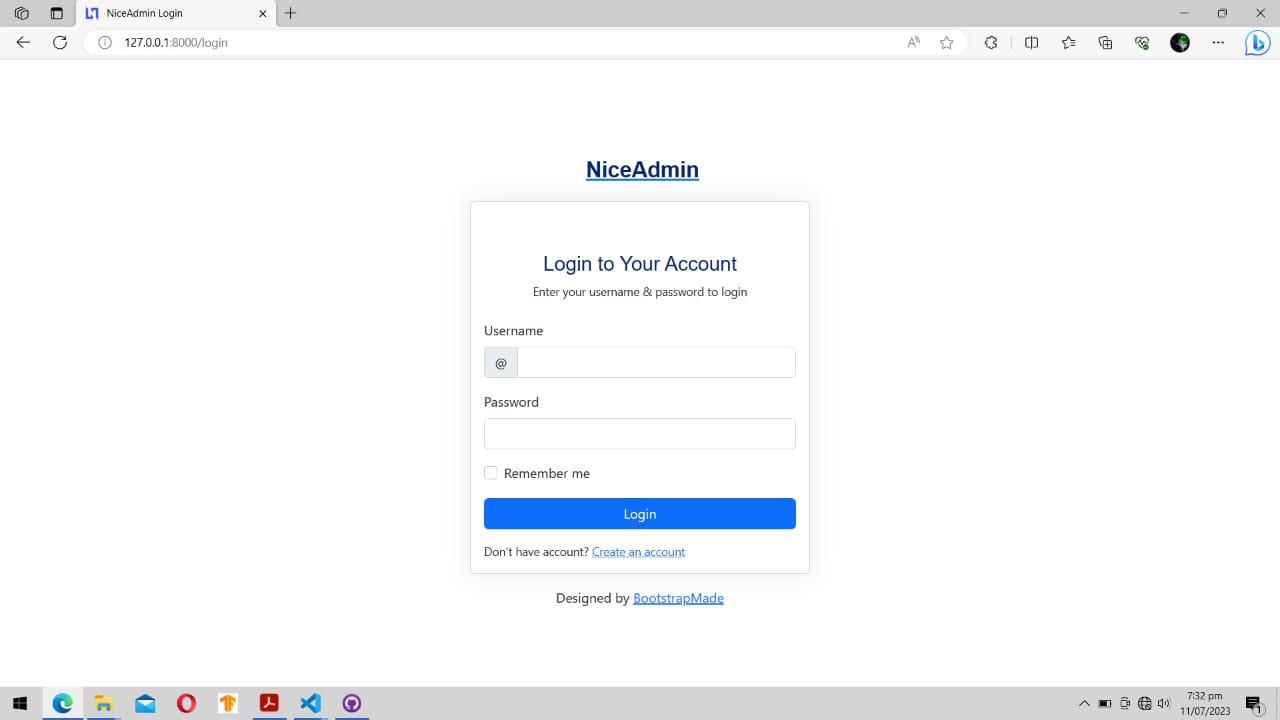 NiceAdmin Login
127.0.0.1:8000/login
NiceAdmin
Login to Your Account
Enter your username & password to login
Username
@
Password
Remember me
Login
Don't have account? Create an account
Designed by BootstrapMade
7:32 pm
11/07/2023
1